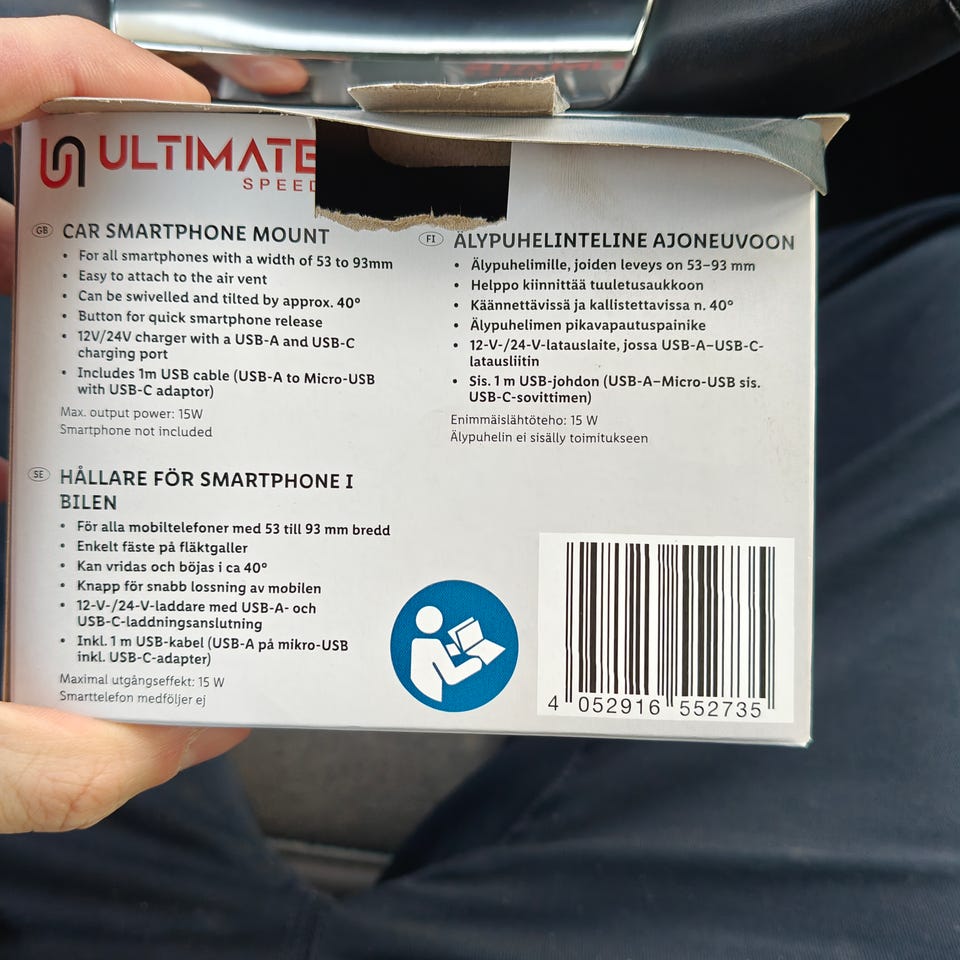 ULTIMATE
SPEED
GB CAR SMARTPHONE MOUNT
• For all smartphones with a width of 53 to 93mm
• Easy to attach to the air vent
• Can be swivelled and tilted by approx. 40°
• Button for quick smartphone release
• 12V/24V charger with a USB-A and USB-C
charging port
• Includes 1m USB cable (USB-A to Micro-USB
with USB-C adaptor)
Max. output power: 15W
Smartphone not included
FI ÄLYPUHELINTELINE AJONEUVOON
• Älypuhelimille, joiden leveys on 53–93 mm
• Helppo kiinnittää tuuletusaukkoon
• Käännettävissä ja kallistettavissa n. 40°
• Älypuhelimen pikavapautuspainike
• 12-V-/24-V-latauslaite, jossa USB-A–USB-C-
latausliitin
• Sis. 1 m USB-johdon (USB-A–Micro-USB sis.
USB-C-sovittimen)
Enimmäislähtöteho: 15 W
Älypuhelin ei sisälly toimitukseen
SE HÅLLARE FÖR SMARTPHONE I
BILEN
• För alla mobiltelefoner med 53 till 93 mm bredd
• Enkelt fäste på fläktgaller
• Kan vridas och böjas i ca 40°
• Knapp för snabb lossning av mobilen
• 12-V-/24-V-laddare med USB-A- och
USB-C-laddningsanslutning
• Inkl. 1 m USB-kabel (USB-A på mikro-USB
inkl. USB-C-adapter)
Maximal utgångseffekt: 15 W
Smarttelefon medföljer ej
4 052916 552735